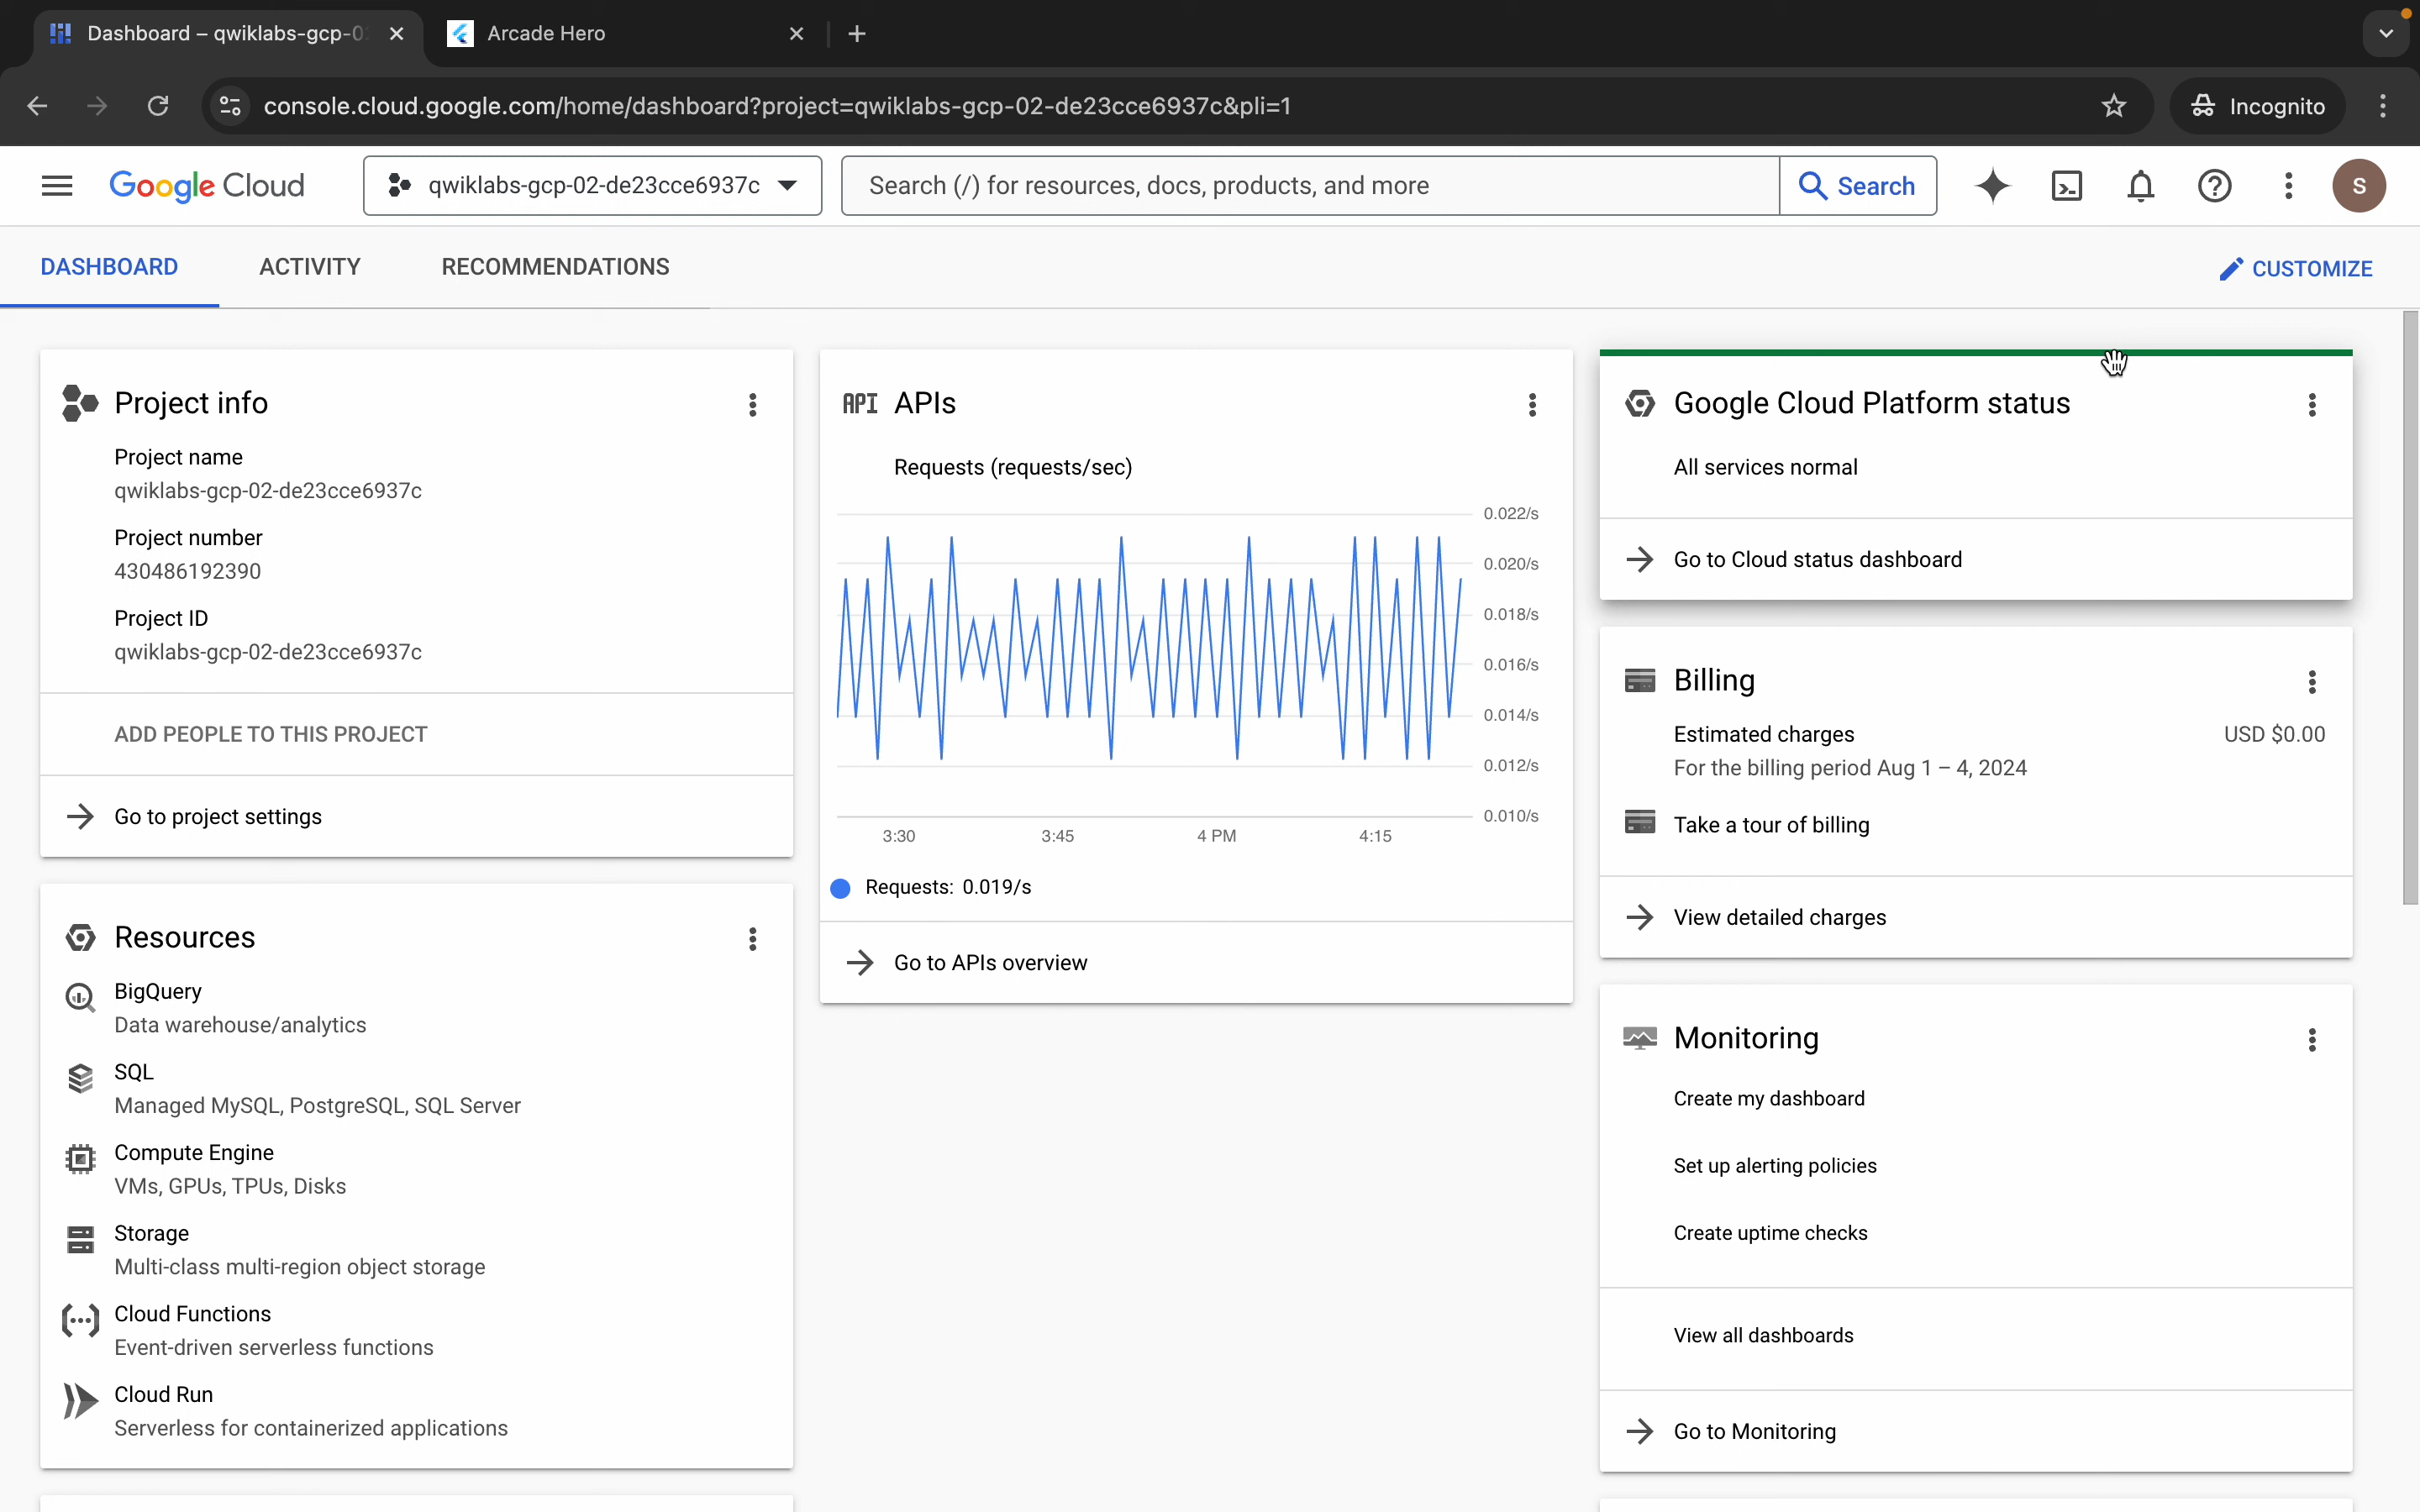 Dashboard – qwiklabs-gcp-0
Arcade Hero
console.cloud.google.com/home/dashboard?project=qwiklabs-gcp-02-de23cce6937c&pli=1
Incognito
Google Cloud
qwiklabs-gcp-02-de23cce6937c
Search (/) for resources, docs, products, and more
Search
S
DASHBOARD
ACTIVITY
RECOMMENDATIONS
CUSTOMIZE
Project info
Project name
qwiklabs-gcp-02-de23cce6937c
Project number
430486192390
Project ID
qwiklabs-gcp-02-de23cce6937c
ADD PEOPLE TO THIS PROJECT
Go to project settings
Resources
BigQuery
Data warehouse/analytics
SQL
Managed MySQL, PostgreSQL, SQL Server
Compute Engine
VMs, GPUs, TPUs, Disks
Storage
Multi-class multi-region object storage
Cloud Functions
Event-driven serverless functions
Cloud Run
Serverless for containerized applications
API APIs
Requests (requests/sec)
0.022/s
0.020/s
0.018/s
0.016/s
0.014/s
0.012/s
0.010/s
3:30 3:45 4 PM 4:15
Requests: 0.019/s
Go to APIs overview
Google Cloud Platform status
All services normal
Go to Cloud status dashboard
Billing
Estimated charges USD $0.00
For the billing period Aug 1 – 4, 2024
Take a tour of billing
View detailed charges
Monitoring
Create my dashboard
Set up alerting policies
Create uptime checks
View all dashboards
Go to Monitoring